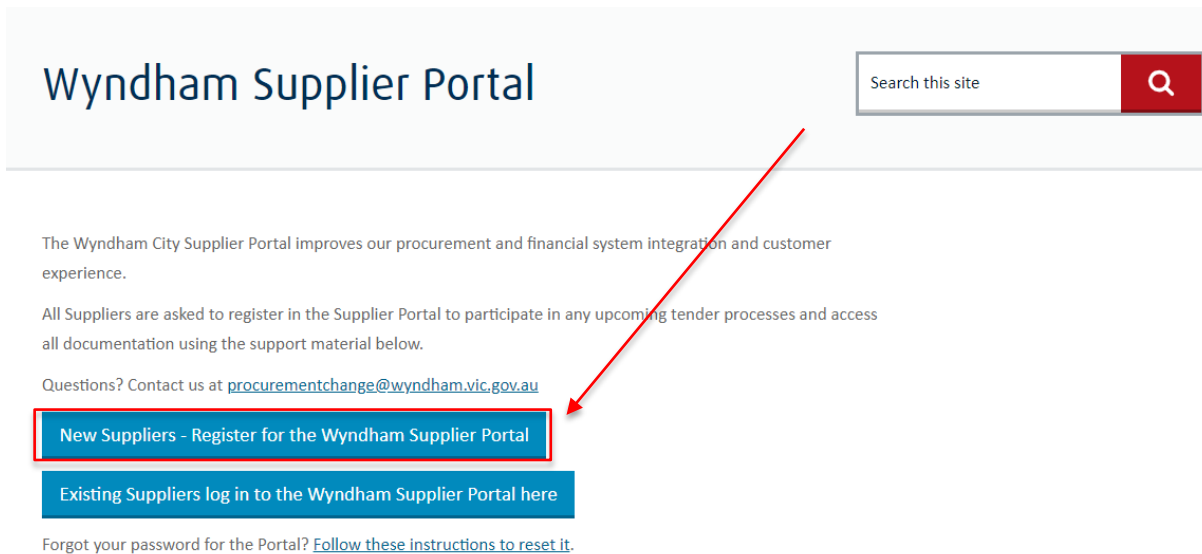 Wyndham Supplier Portal
Search this site
The Wyndham City Supplier Portal improves our procurement and financial system integration and customer
experience.
All Suppliers are asked to register in the Supplier Portal to participate in any upcoming tender processes and access
all documentation using the support material below.
Questions? Contact us at procurementchange@wyndham.vic.gov.au
New Suppliers - Register for the Wyndham Supplier Portal
Existing Suppliers log in to the Wyndham Supplier Portal here
Forgot your password for the Portal? Follow these instructions to reset it.